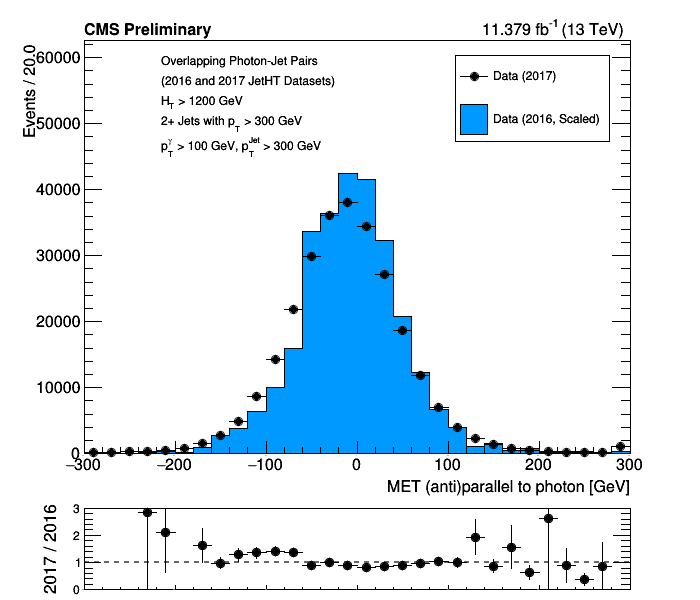 CMS Preliminary
11.379 fb⁻¹ (13 TeV)
Events / 20.0
60000
50000
40000
30000
20000
10000
0
Overlapping Photon-Jet Pairs
(2016 and 2017 JetHT Datasets)
H_T > 1200 GeV
2+ Jets with p_T > 300 GeV
p_T^γ > 100 GeV, p_T^Jet > 300 GeV
Data (2017)
Data (2016, Scaled)
−300 −200 −100 0 100 200 300
MET (anti)parallel to photon [GeV]
2017 / 2016
3
2
1
0